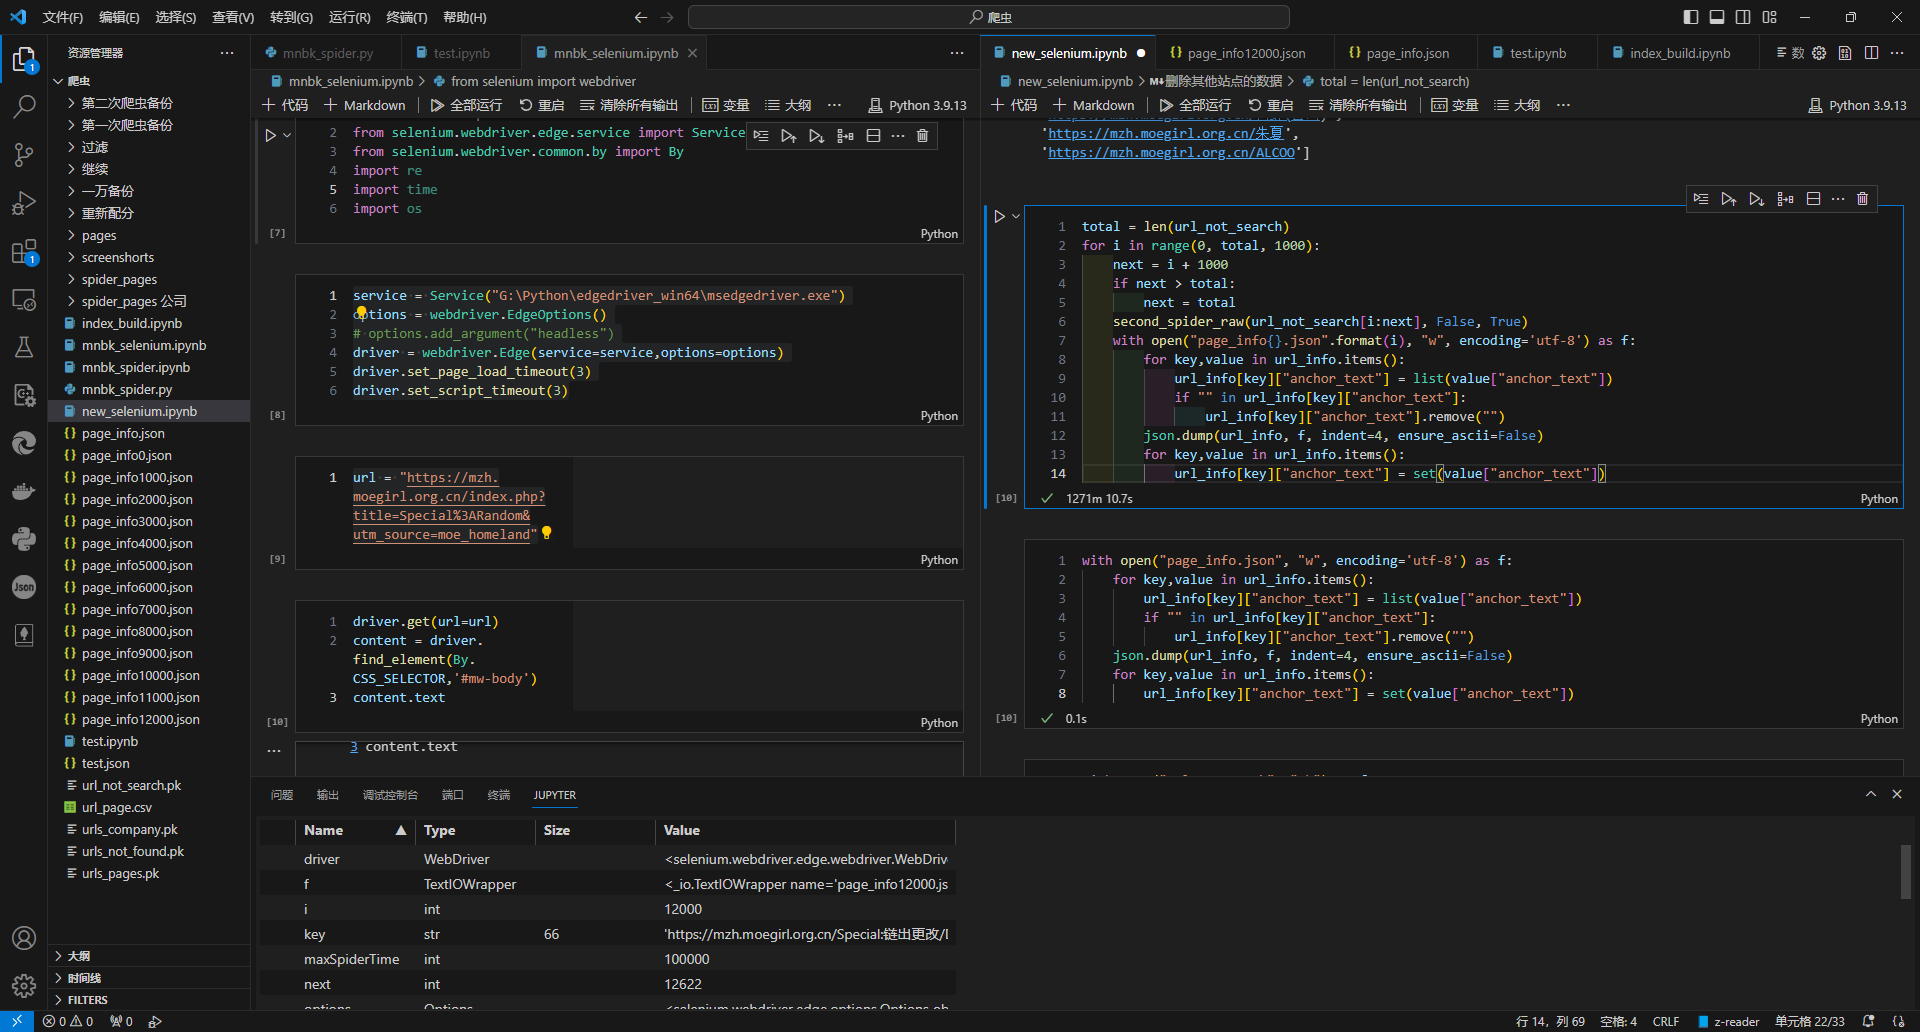 文件(F) 编辑(E) 选择(S) 查看(V) 转到(G) 运行(R) 终端(T) 帮助(H)
爬虫
资源管理器
爬虫
第二次爬虫备份
第一次爬虫备份
过滤
继续
一万备份
重新配分
pages
screenshorts
spider_pages
spider_pages 公司
index_build.ipynb
mnbk_selenium.ipynb
mnbk_spider.ipynb
mnbk_spider.py
new_selenium.ipynb
page_info.json
page_info0.json
page_info1000.json
page_info2000.json
page_info3000.json
page_info4000.json
page_info5000.json
page_info6000.json
page_info7000.json
page_info8000.json
page_info9000.json
page_info10000.json
page_info11000.json
page_info12000.json
test.ipynb
test.json
url_not_search.pk
url_page.csv
urls_company.pk
urls_not_found.pk
urls_pages.pk
大纲
时间线
FILTERS
1
1
Json
mnbk_spider.py test.ipynb mnbk_selenium.ipynb
mnbk_selenium.ipynb > from selenium import webdriver
代码 Markdown 全部运行 重启 清除所有输出 变量 大纲 Python 3.9.13
2 from selenium.webdriver.edge.service import Service
3 from selenium.webdriver.common.by import By
4 import re
5 import time
6 import os
[7] Python
1 service = Service("G:\Python\edgedriver_win64\msedgedriver.exe")
2 options = webdriver.EdgeOptions()
3 # options.add_argument("headless")
4 driver = webdriver.Edge(service=service,options=options)
5 driver.set_page_load_timeout(3)
6 driver.set_script_timeout(3)
[8] Python
1 url = "https://mzh.
moegirl.org.cn/index.php?
title=Special%3ARandom&
utm_source=moe_homeland"
[9] Python
1 driver.get(url=url)
2 content = driver.
find_element(By.
CSS_SELECTOR,'#mw-body')
3 content.text
[10] Python
3 content.text
new_selenium.ipynb page_info12000.json page_info.json test.ipynb index_build.ipynb 数
new_selenium.ipynb > M↓删除其他站点的数据 > total = len(url_not_search)
代码 Markdown 全部运行 重启 清除所有输出 变量 大纲 Python 3.9.13
'https://mzh.moegirl.org.cn/朱夏',
'https://mzh.moegirl.org.cn/ALCOO']
1 total = len(url_not_search)
2 for i in range(0, total, 1000):
3 next = i + 1000
4 if next > total:
5 next = total
6 second_spider_raw(url_not_search[i:next], False, True)
7 with open("page_info{}.json".format(i), "w", encoding='utf-8') as f:
8 for key,value in url_info.items():
9 url_info[key]["anchor_text"] = list(value["anchor_text"])
10 if "" in url_info[key]["anchor_text"]:
11 url_info[key]["anchor_text"].remove("")
12 json.dump(url_info, f, indent=4, ensure_ascii=False)
13 for key,value in url_info.items():
14 url_info[key]["anchor_text"] = set(value["anchor_text"])
[10] 1271m 10.7s Python
1 with open("page_info.json", "w", encoding='utf-8') as f:
2 for key,value in url_info.items():
3 url_info[key]["anchor_text"] = list(value["anchor_text"])
4 if "" in url_info[key]["anchor_text"]:
5 url_info[key]["anchor_text"].remove("")
6 json.dump(url_info, f, indent=4, ensure_ascii=False)
7 for key,value in url_info.items():
8 url_info[key]["anchor_text"] = set(value["anchor_text"])
[10] 0.1s Python
问题 输出 调试控制台 端口 终端 JUPYTER
Name Type Size Value
driver WebDriver <selenium.webdriver.edge.webdriver.WebDriv
f TextIOWrapper <_io.TextIOWrapper name='page_info12000.js
i int 12000
key str 66 'https://mzh.moegirl.org.cn/Special:链出更改/
maxSpiderTime int 100000
next int 12622
options Options <selenium.webdriver.edge.options.Options ob
0 0 0 行 14，列 69 空格: 4 CRLF z-reader 单元格 22/33